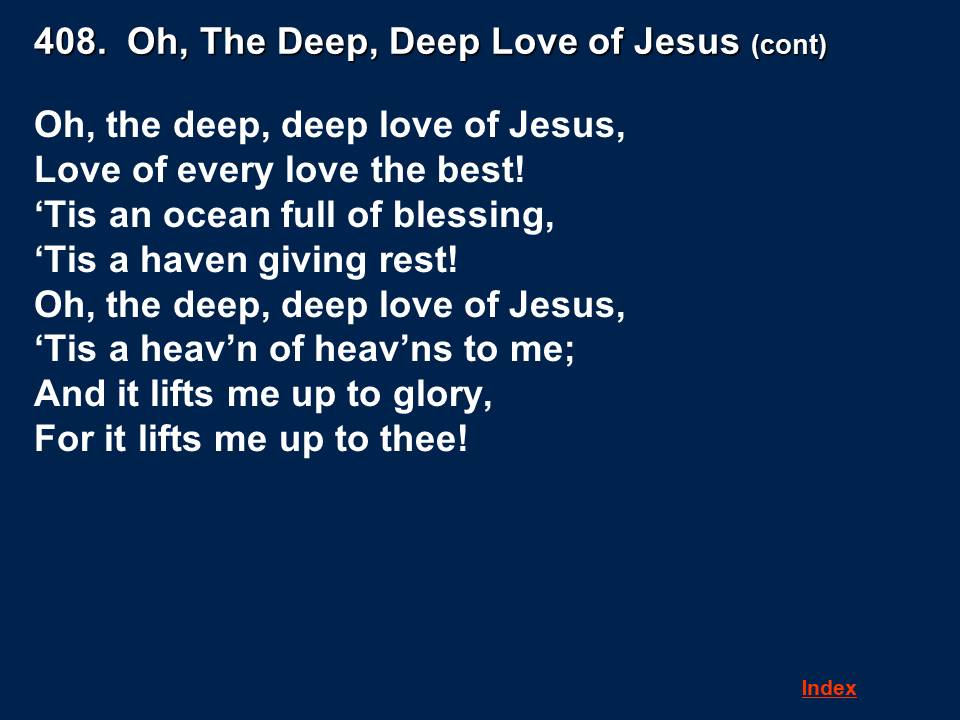 408.  Oh, The Deep, Deep Love of Jesus (cont)
Oh, the deep, deep love of Jesus,
Love of every love the best!
‘Tis an ocean full of blessing,
‘Tis a haven giving rest!
Oh, the deep, deep love of Jesus,
‘Tis a heav’n of heav’ns to me;
And it lifts me up to glory,
For it lifts me up to thee!
Index